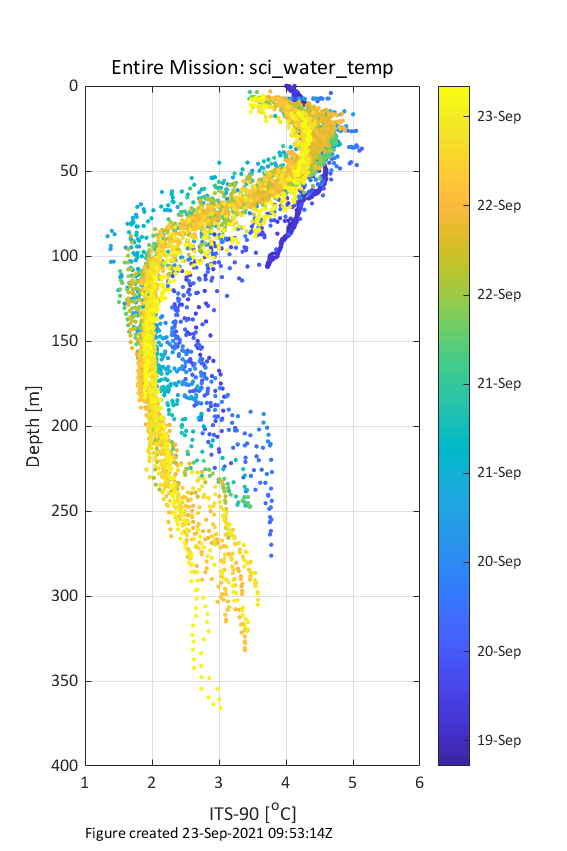 Entire Mission: sci_water_temp
0
50
100
150
200
250
300
350
400
Depth [m]
1 2 3 4 5 6
ITS-90 [°C]
23-Sep
22-Sep
22-Sep
21-Sep
21-Sep
20-Sep
20-Sep
19-Sep
Figure created 23-Sep-2021 09:53:14Z